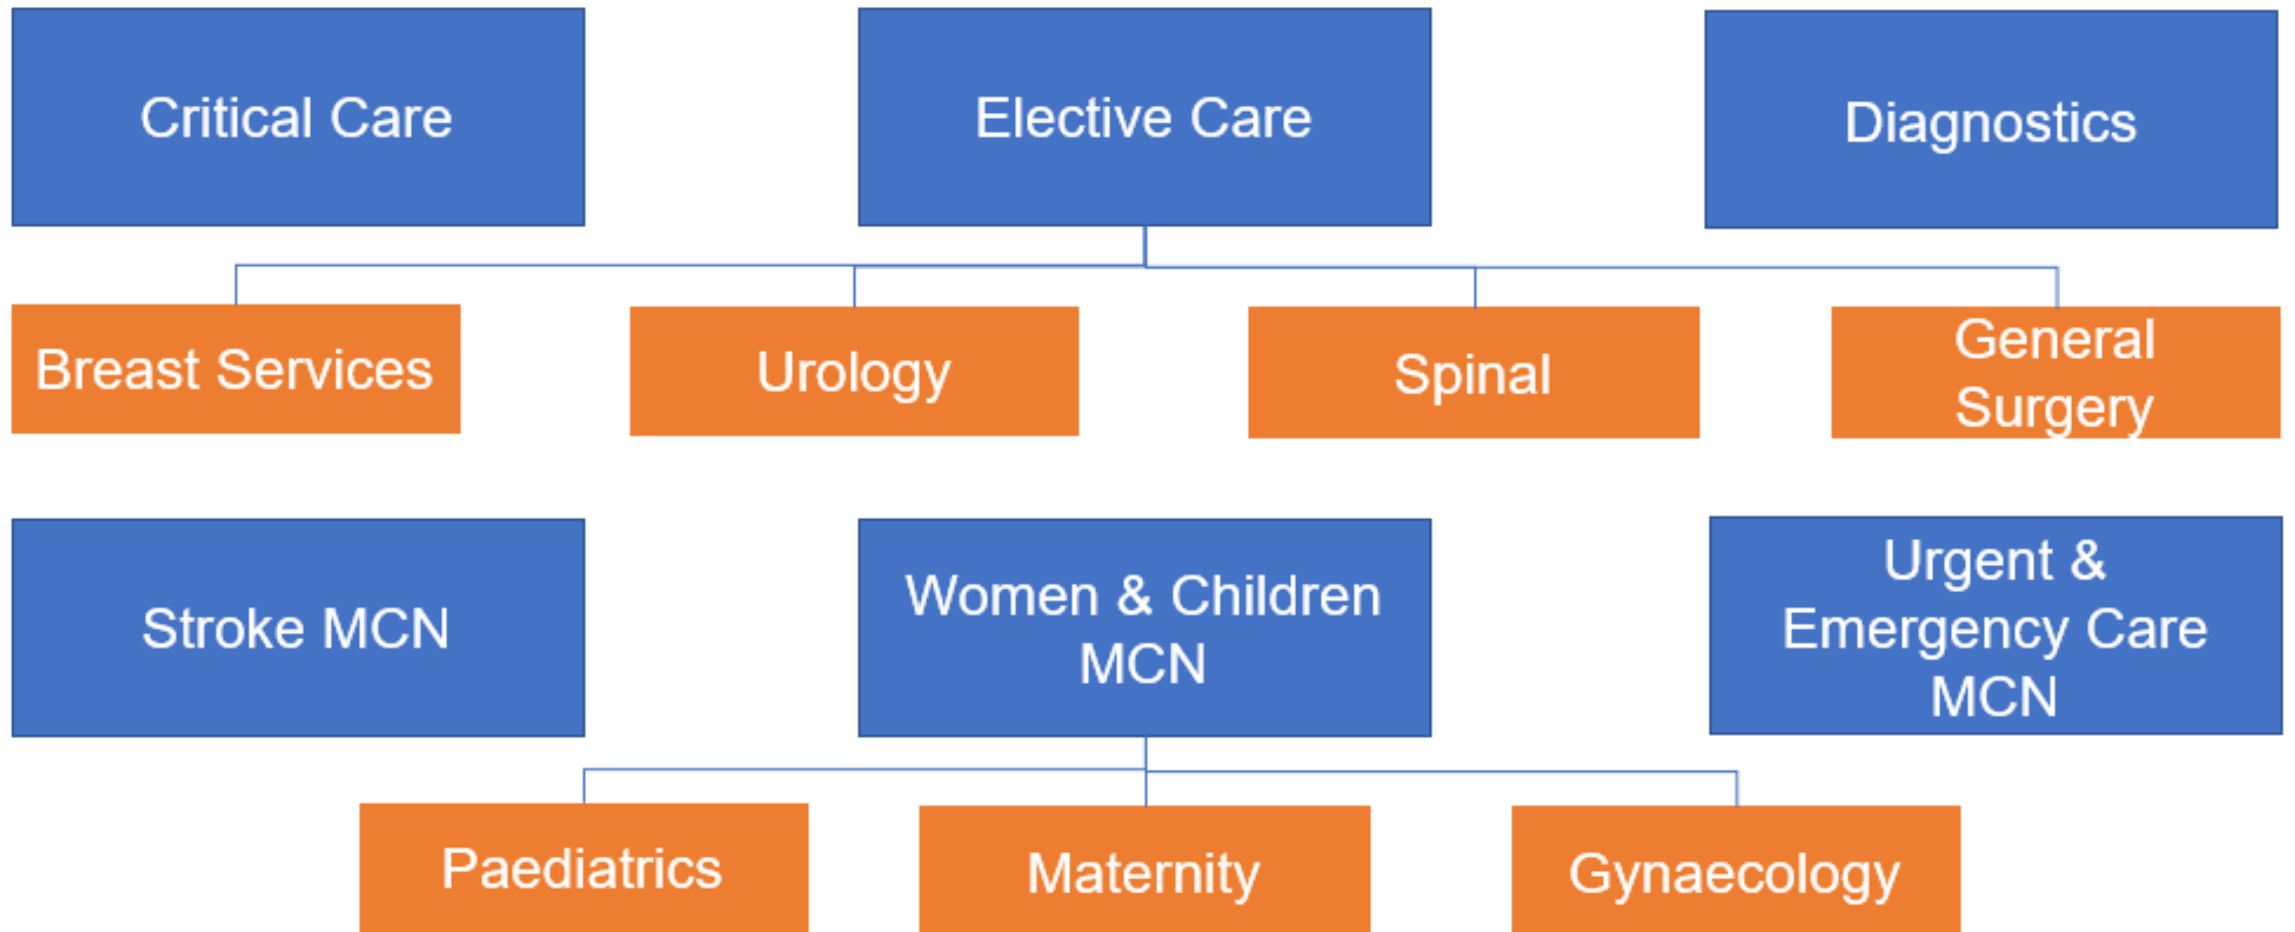 Critical Care
Elective Care
Diagnostics
Breast Services
Urology
Spinal
General
Surgery
Stroke MCN
Women & Children
MCN
Urgent &
Emergency Care
MCN
Paediatrics
Maternity
Gynaecology